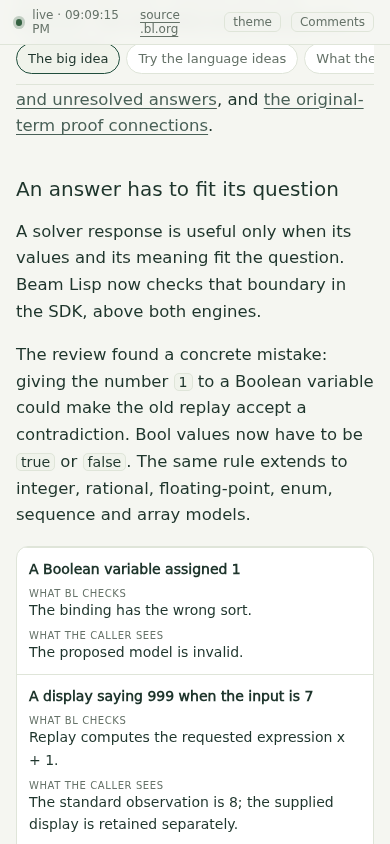 live · 09:09:15 PM
source.bl.org
theme
Comments
The big idea
Try the language ideas
What the
and unresolved answers, and the original-
term proof connections.
An answer has to fit its question
A solver response is useful only when its
values and its meaning fit the question.
Beam Lisp now checks that boundary in
the SDK, above both engines.
The review found a concrete mistake:
giving the number 1 to a Boolean variable
could make the old replay accept a
contradiction. Bool values now have to be
true or false. The same rule extends to
integer, rational, floating-point, enum,
sequence and array models.
A Boolean variable assigned 1
WHAT BL CHECKS
The binding has the wrong sort.
WHAT THE CALLER SEES
The proposed model is invalid.
A display saying 999 when the input is 7
WHAT BL CHECKS
Replay computes the requested expression x
+ 1.
WHAT THE CALLER SEES
The standard observation is 8; the supplied
display is retained separately.